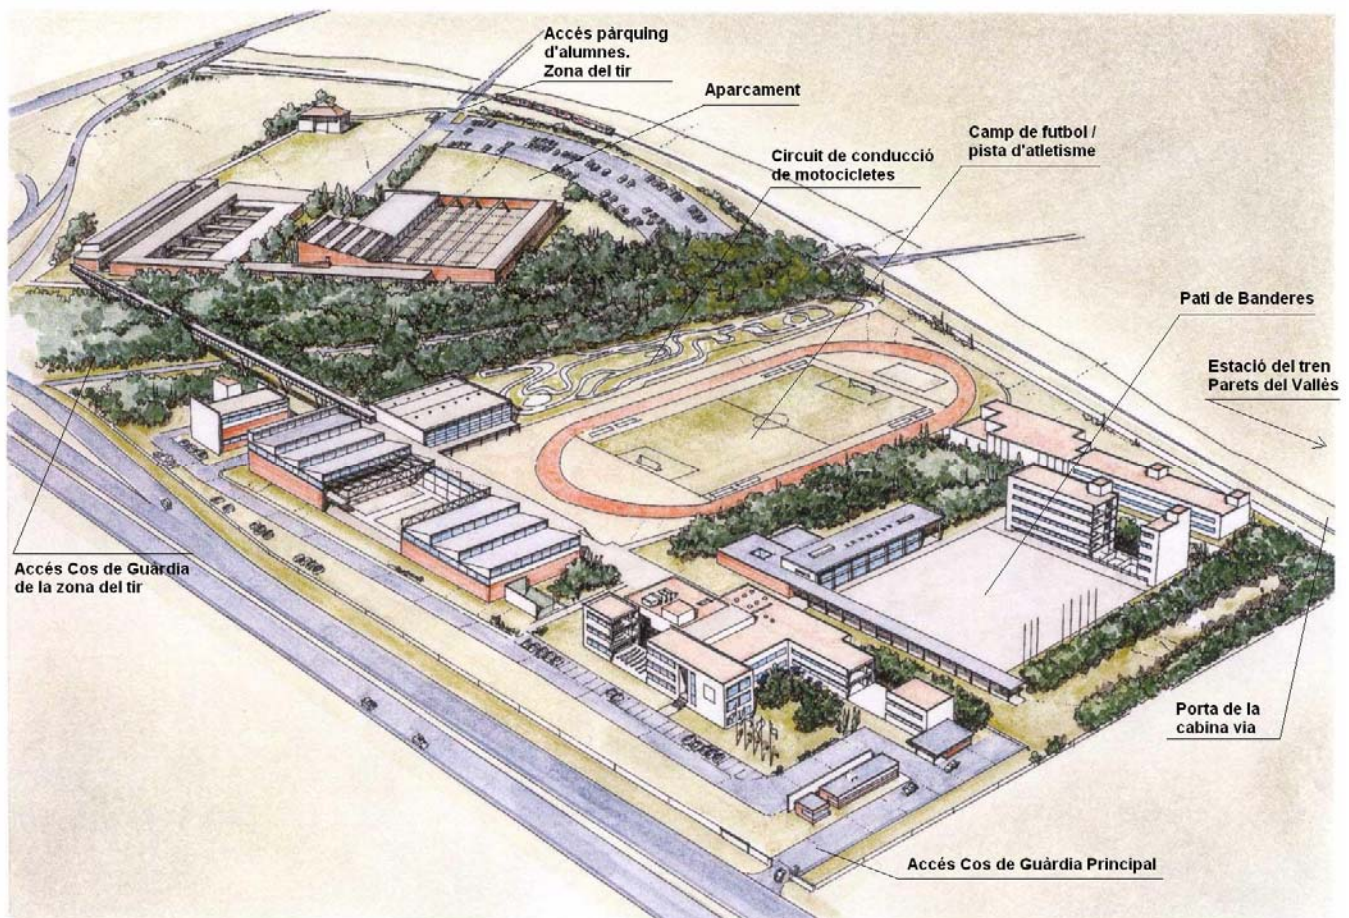 Accés pàrquing
d'alumnes.
Zona del tir
Aparcament
Camp de futbol /
pista d'atletisme
Circuit de conducció
de motocicletes
Pati de Banderes
Estació del tren
Parets del Vallès
Accés Cos de Guàrdia
de la zona del tir
Porta de la
cabina via
Accés Cos de Guàrdia Principal